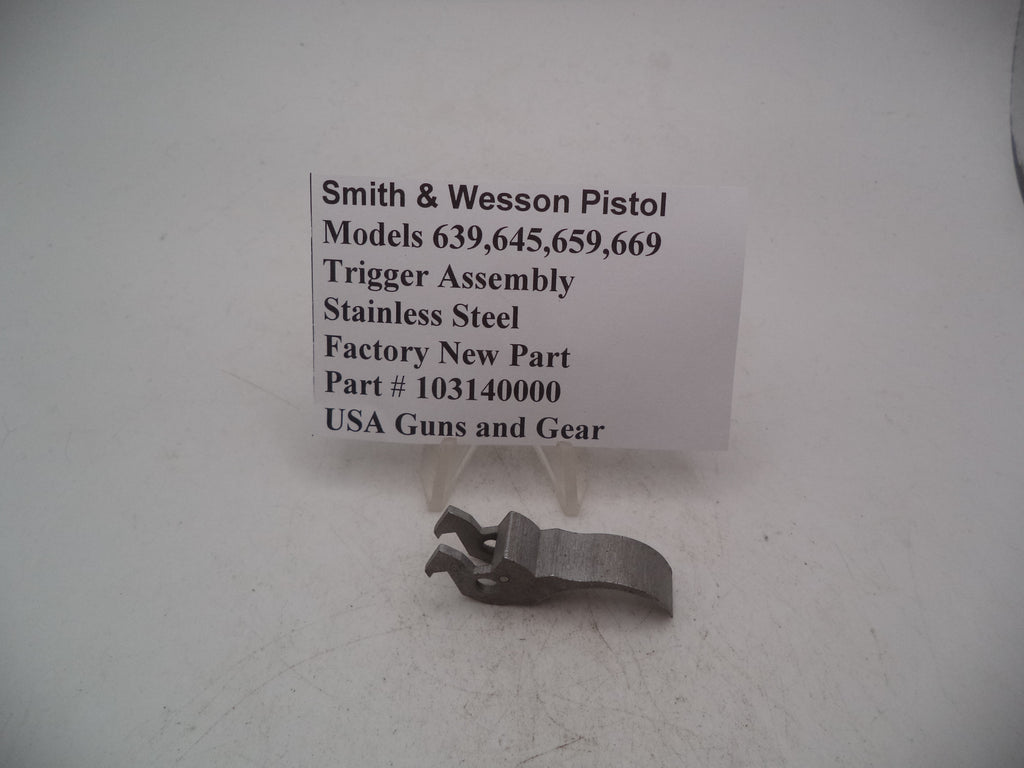 Smith & Wesson Pistol
Models 639,645,659,669
Trigger Assembly
Stainless Steel
Factory New Part
Part # 103140000
USA Guns and Gear